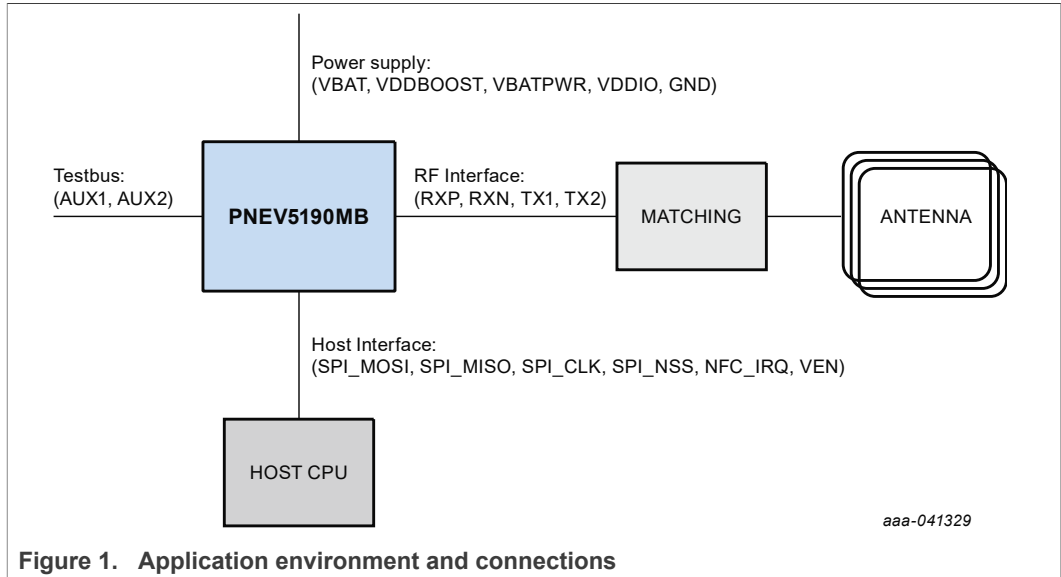 Power supply:
(VBAT, VDDBOOST, VBATPWR, VDDIO, GND)
Testbus:
(AUX1, AUX2)
PNEV5190MB
RF Interface:
(RXP, RXN, TX1, TX2)
MATCHING
ANTENNA
Host Interface:
(SPI_MOSI, SPI_MISO, SPI_CLK, SPI_NSS, NFC_IRQ, VEN)
HOST CPU
aaa-041329
Figure 1. Application environment and connections